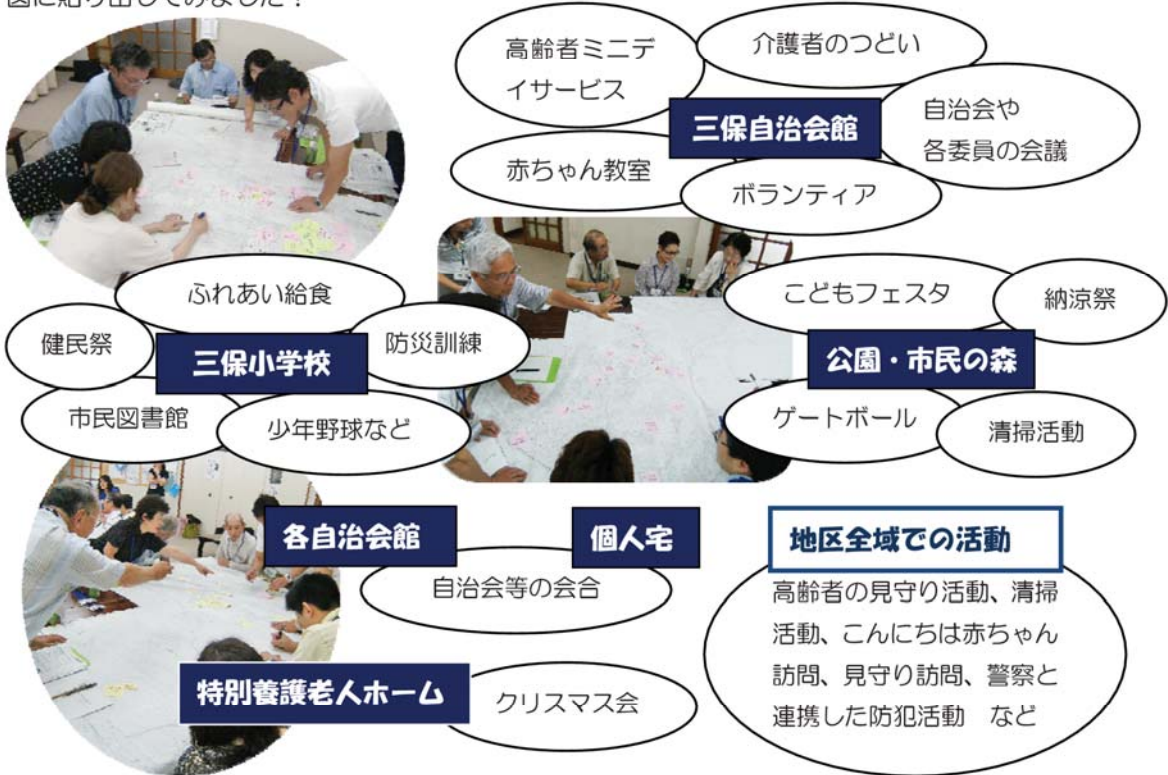 図に貼り出してみました！
高齢者ミニデ
イサービス
介護者のつどい
自治会や
各委員の会議
三保自治会館
赤ちゃん教室
ボランティア
ふれあい給食
健民祭
防災訓練
三保小学校
市民図書館
少年野球など
こどもフェスタ
納涼祭
公園・市民の森
ゲートボール
清掃活動
各自治会館
個人宅
自治会等の会合
特別養護老人ホーム
クリスマス会
地区全域での活動
高齢者の見守り活動、清掃
活動、こんにちは赤ちゃん
訪問、見守り訪問、警察と
連携した防犯活動　など